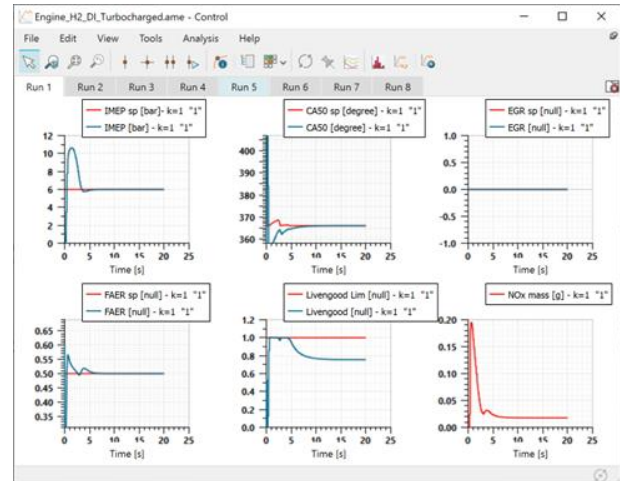 Engine_H2_DI_Turbocharged.ame - Control
File Edit View Tools Analysis Help
Run 1 Run 2 Run 3 Run 4 Run 5 Run 6 Run 7 Run 8
IMEP sp [bar]- k=1 "1"
IMEP [bar] - k=1 "1"
12
10
8
6
4
2
0
0 5 10 15 20 25
Time [s]
CA50 sp [degree]- k=1 "1"
CA50 [degree] - k=1 "1"
400
390
380
370
360
0 5 10 15 20 25
Time [s]
EGR sp [null] - k=1 "1"
EGR [null] - k=1 "1"
1.0
0.5
0.0
-0.5
-1.0
0 5 10 15 20 25
Time [s]
FAER sp [null] - k=1 "1"
FAER [null] - k=1 "1"
0.65
0.60
0.55
0.50
0.45
0.40
0.35
0 5 10 15 20 25
Time [s]
Livengood Lim [null] - k=1 "1"
Livengood [null] - k=1 "1"
1.2
1.0
0.8
0.6
0.4
0.2
0.0
0 5 10 15 20 25
Time [s]
NOx mass [g] - k=1 "1"
0.20
0.15
0.10
0.05
0.00
0 5 10 15 20 25
Time [s]